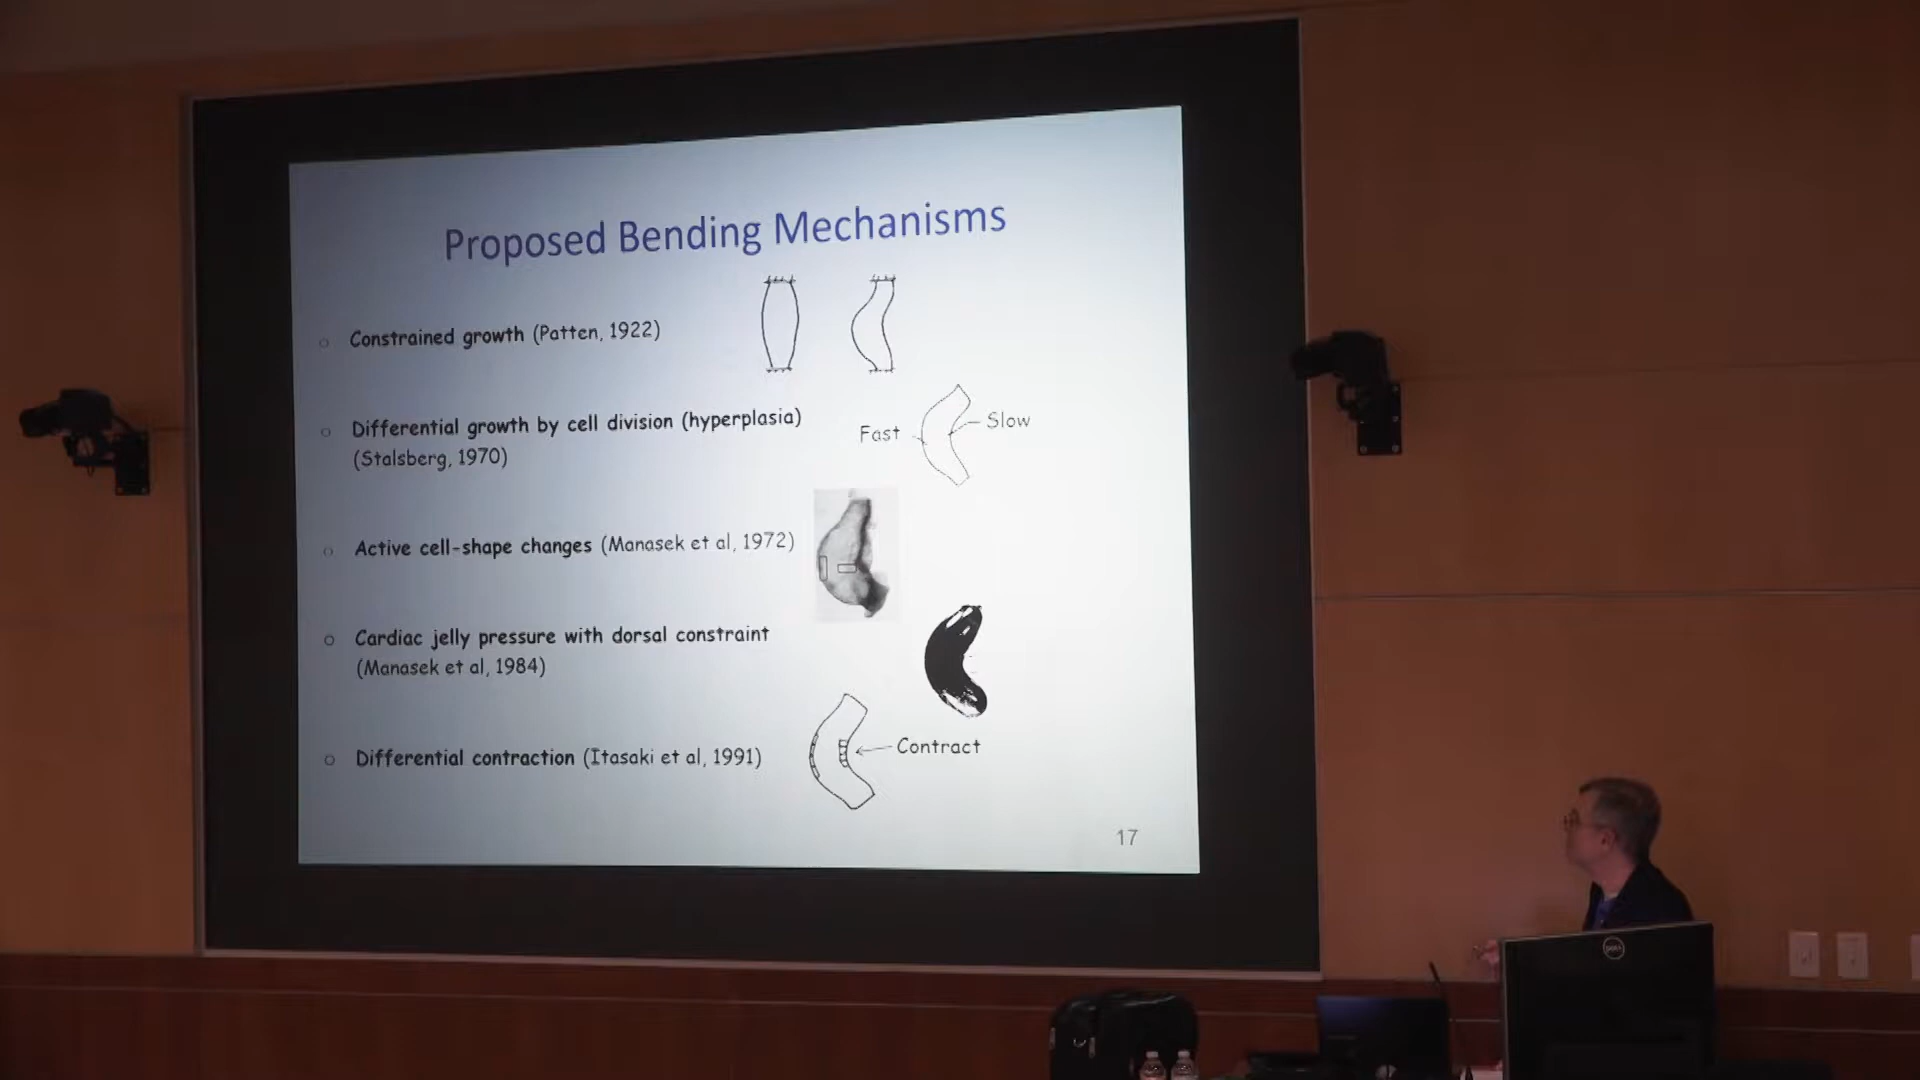 Proposed Bending Mechanisms
Constrained growth (Patten, 1922)
Differential growth by cell division (hyperplasia)
(Stalsberg, 1970)
Fast
Slow
Active cell-shape changes (Manasek et al, 1972)
Cardiac jelly pressure with dorsal constraint
(Manasek et al, 1984)
Differential contraction (Itasaki et al, 1991)
Contract
17
DELL